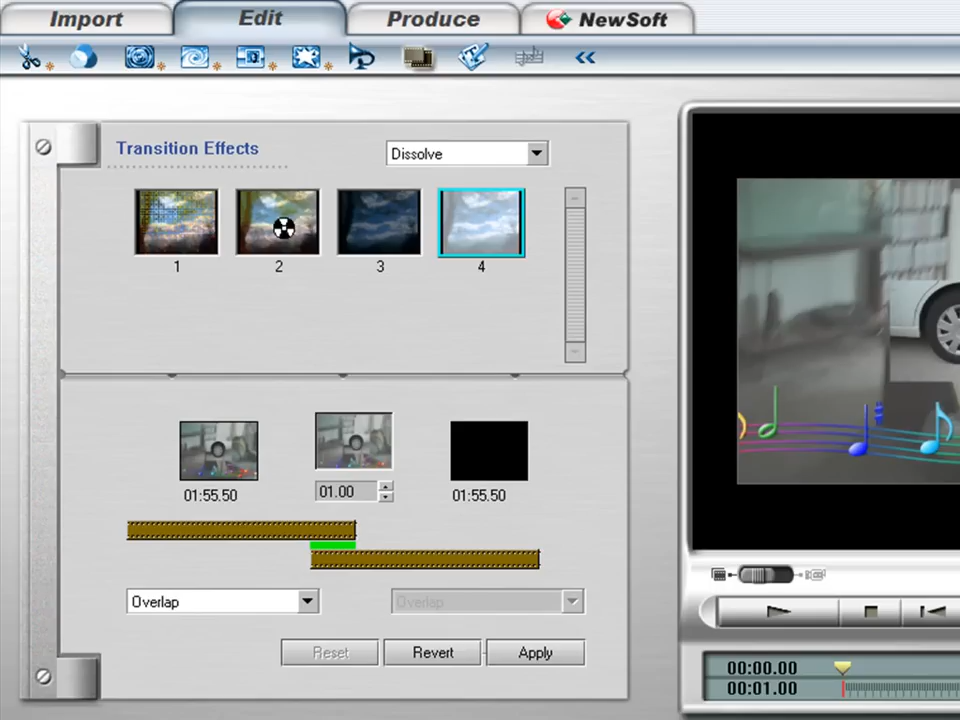 Import Edit Produce NewSoft
Transition Effects
Dissolve
1 2 3 4
01:55.50 01.00 01:55.50
Overlap Overlap
Reset Revert Apply
00:00.00
00:01.00